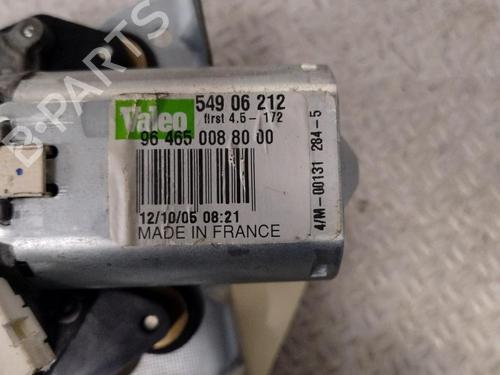 B-PARTS
Valeo
549 06 212
first 4.5 - 172
96 465 008 80 00
12/10/05 08:21
MADE IN FRANCE
4/M-00131 284-5